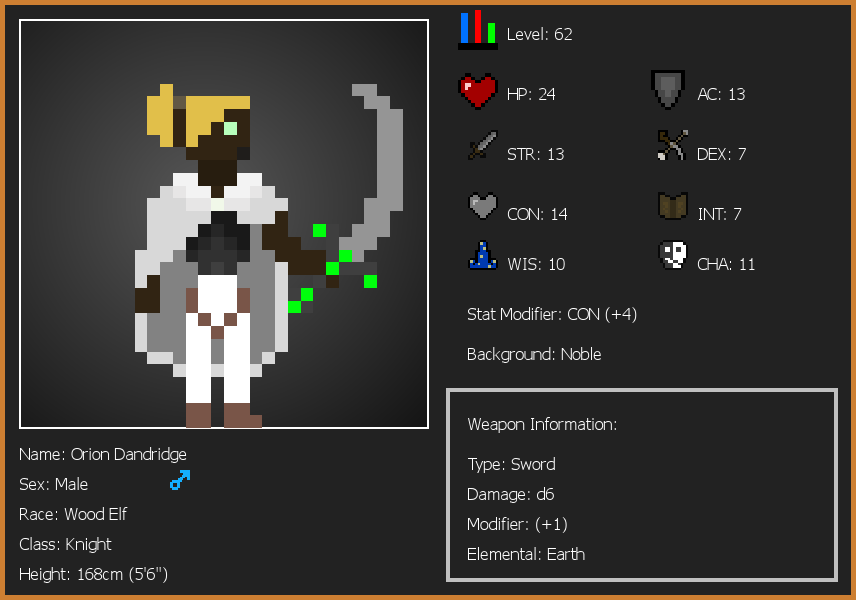 Level: 62
HP: 24
AC: 13
STR: 13
DEX: 7
CON: 14
INT: 7
WIS: 10
CHA: 11
Stat Modifier: CON (+4)
Background: Noble
Weapon Information:
Type: Sword
Damage: d6
Modifier: (+1)
Elemental: Earth
Name: Orion Dandridge
Sex: Male
Race: Wood Elf
Class: Knight
Height: 168cm (5'6")